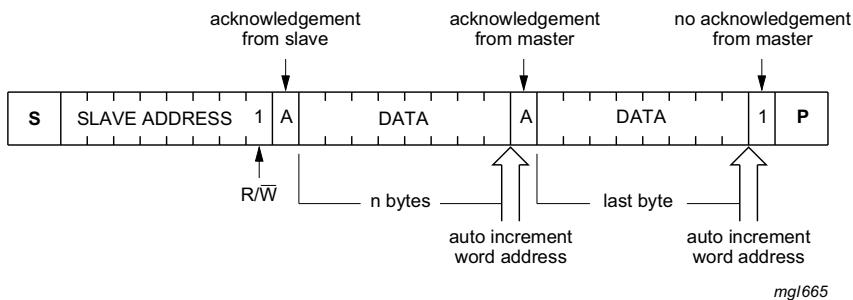 acknowledgement
from slave
acknowledgement
from master
no acknowledgement
from master
S SLAVE ADDRESS 1 A DATA A DATA 1 P
R/W̅
n bytes
last byte
auto increment
word address
auto increment
word address
mgl665